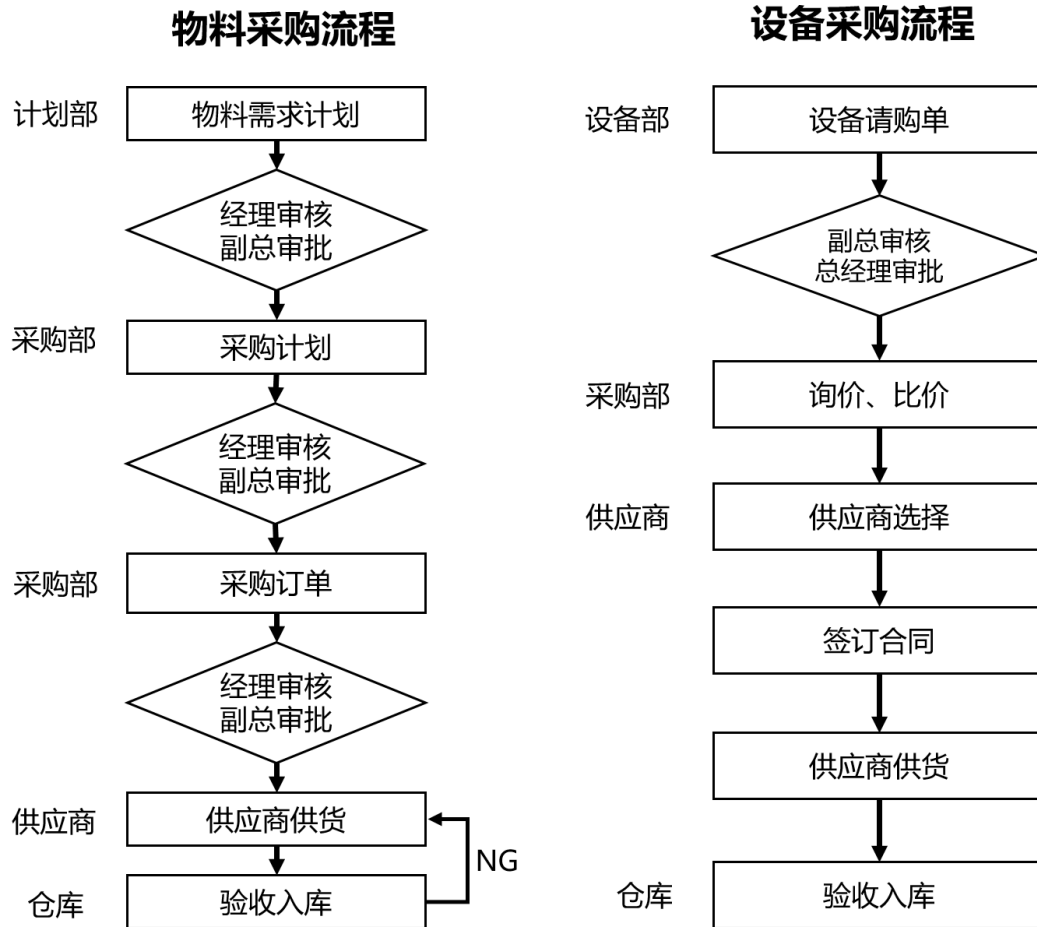 物料采购流程
计划部
物料需求计划
经理审核
副总审批
采购部
采购计划
经理审核
副总审批
采购部
采购订单
经理审核
副总审批
供应商
供应商供货
NG
仓库
验收入库
设备采购流程
设备部
设备请购单
副总审核
总经理审批
采购部
询价、比价
供应商
供应商选择
签订合同
供应商供货
仓库
验收入库